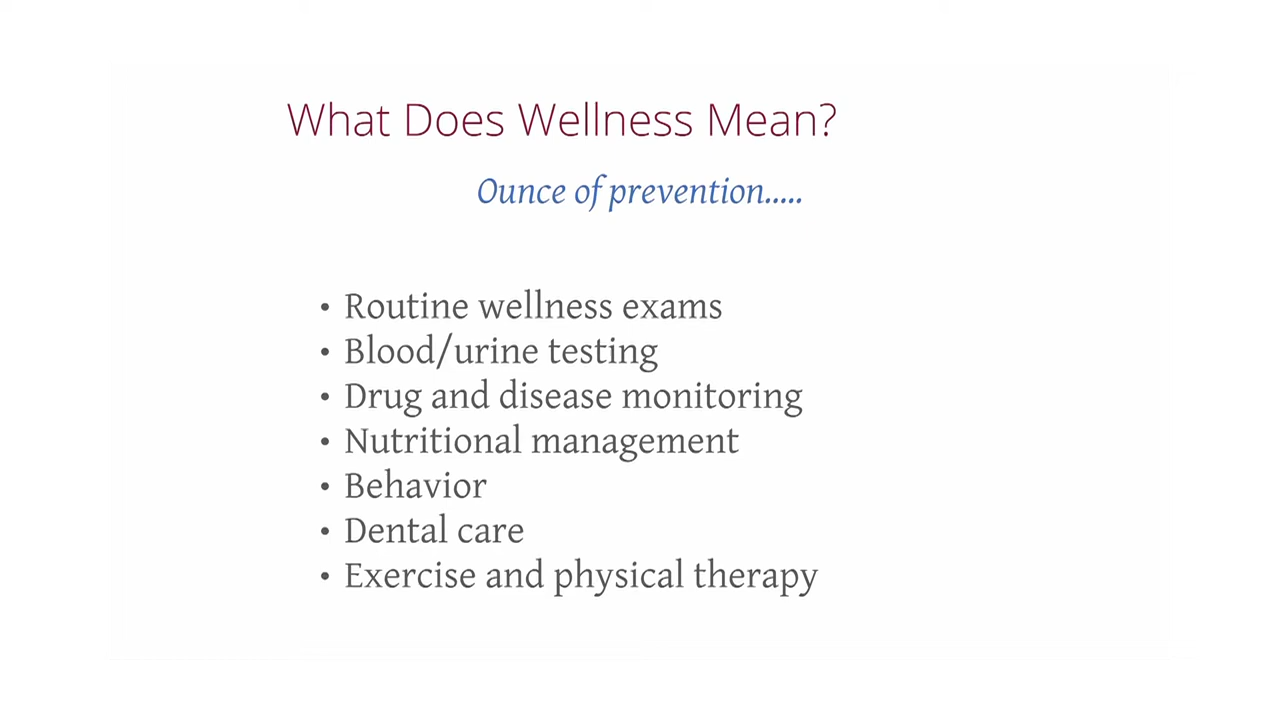 What Does Wellness Mean?
Ounce of prevention.....
• Routine wellness exams
• Blood/urine testing
• Drug and disease monitoring
• Nutritional management
• Behavior
• Dental care
• Exercise and physical therapy